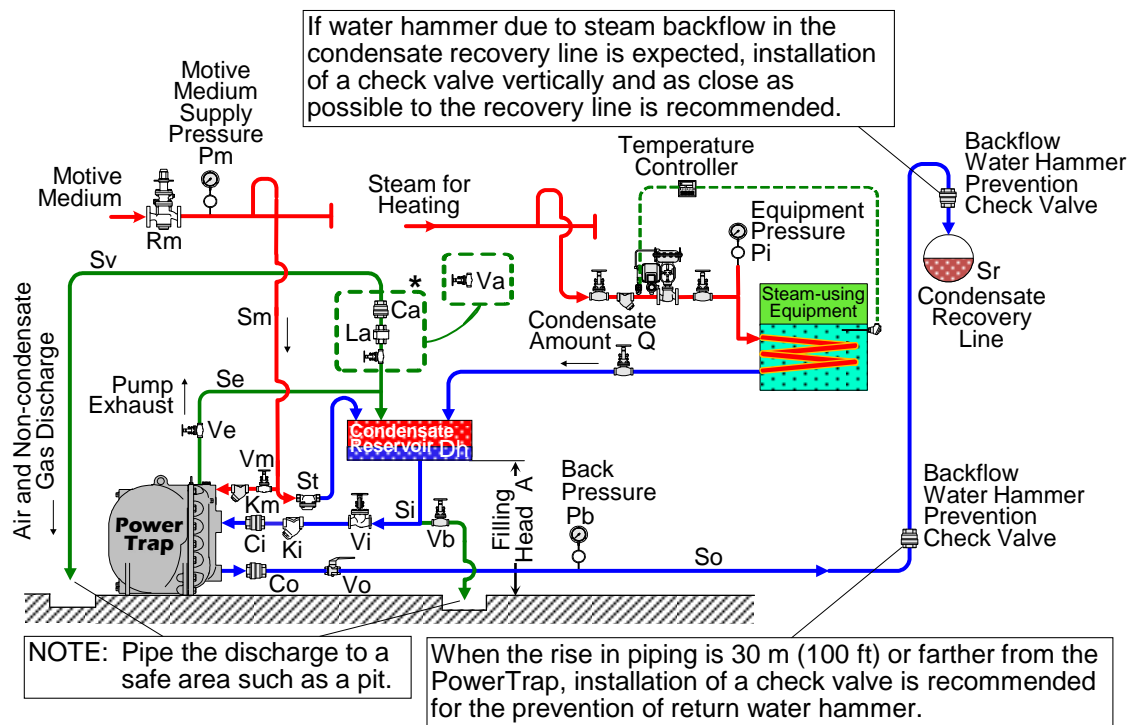 If water hammer due to steam backflow in the
condensate recovery line is expected, installation
of a check valve vertically and as close as
possible to the recovery line is recommended.
Motive
Medium
Supply
Pressure
Pm
Motive
Medium
Rm
Steam for
Heating
Temperature
Controller
Equipment
Pressure
Pi
Backflow
Water Hammer
Prevention
Check Valve
Sr
Condensate
Recovery
Line
Sv
*
Va
Ca
La
Sm
Condensate
Amount Q
Steam-using
Equipment
Air and Non-condensate
Gas Discharge
Pump
Exhaust
Se
Ve
Condensate
Reservoir Dh
Vm
Km
St
Si
Filling
Head A
Back
Pressure
Pb
Backflow
Water Hammer
Prevention
Check Valve
Power
Trap
Ci
Ki
Vi
Vb
So
Co
Vo
NOTE: Pipe the discharge to a
safe area such as a pit.
When the rise in piping is 30 m (100 ft) or farther from the
PowerTrap, installation of a check valve is recommended
for the prevention of return water hammer.